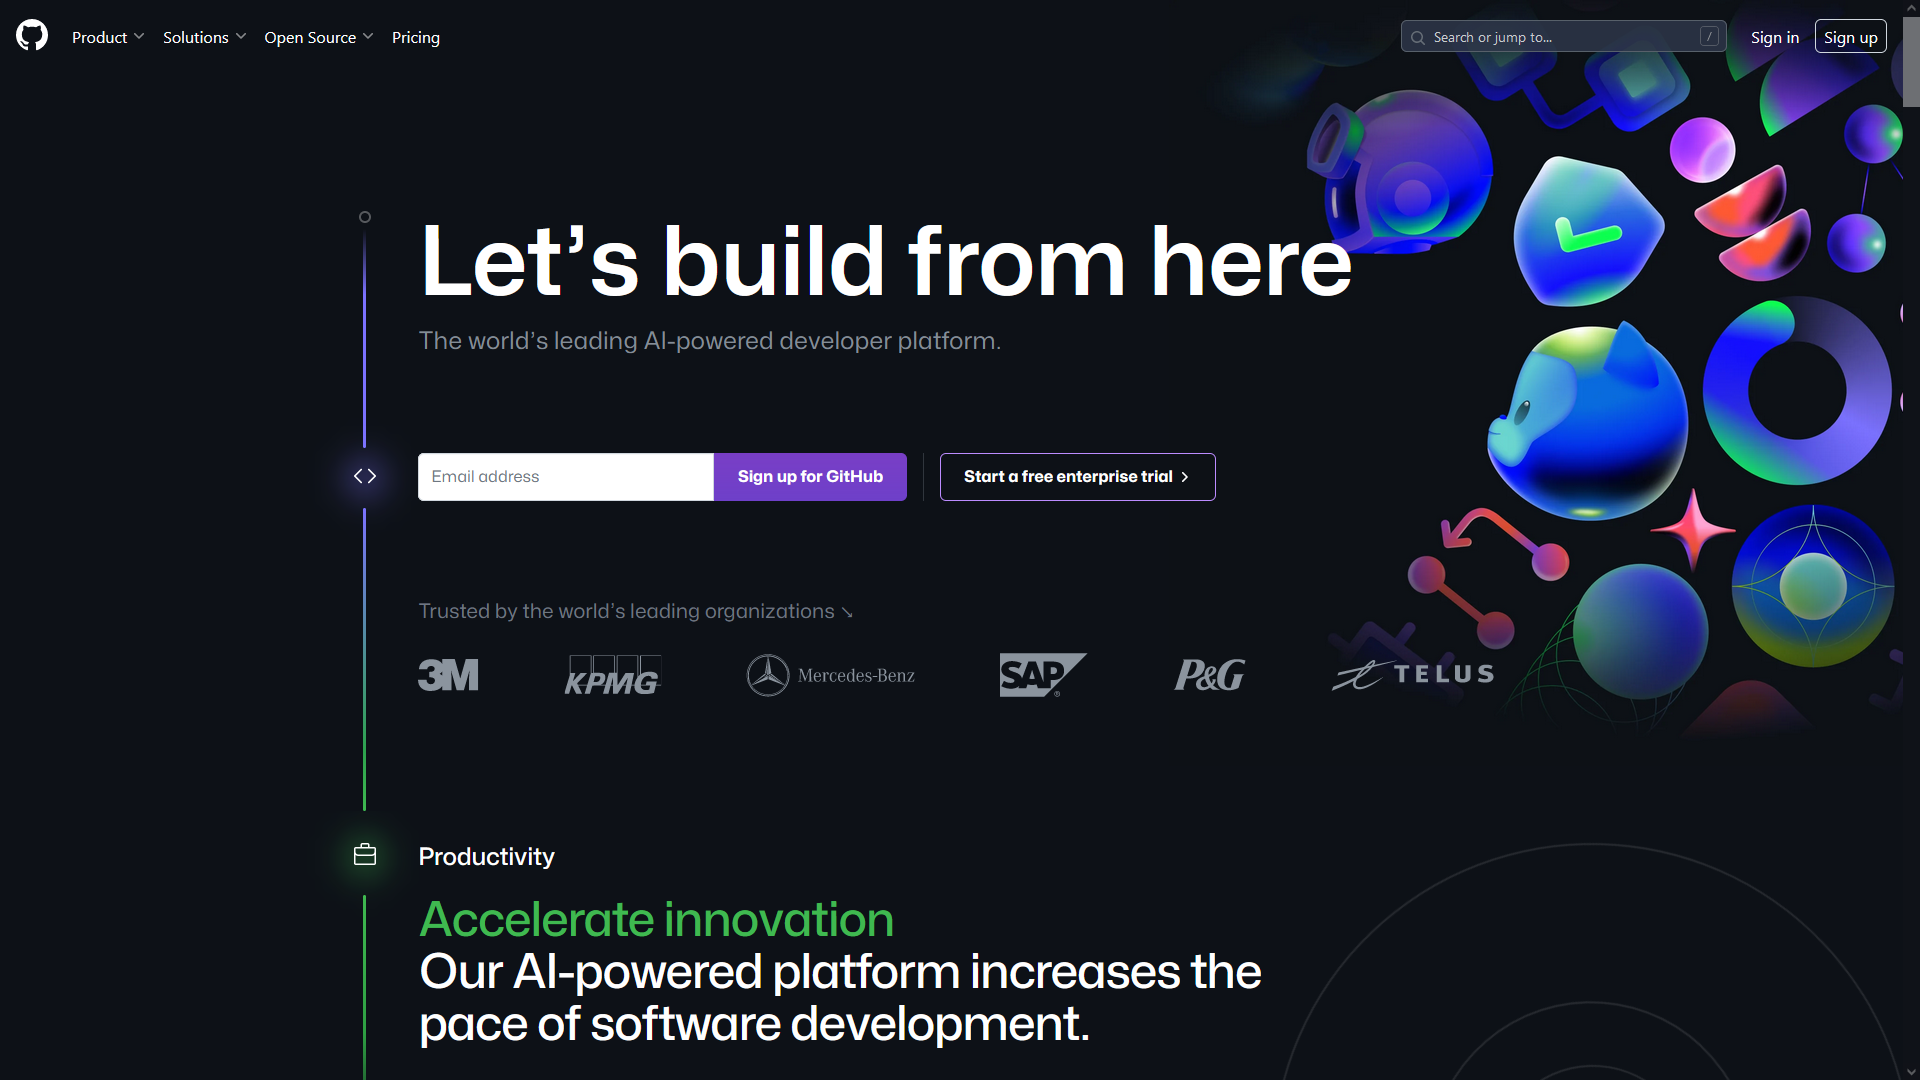 Product
Solutions
Open Source
Pricing
Search or jump to...
/
Sign in
Sign up
Let’s build from here
The world’s leading AI-powered developer platform.
Email address
Sign up for GitHub
Start a free enterprise trial
Trusted by the world’s leading organizations ↘
3M
KPMG
Mercedes-Benz
SAP ®
P&G
TELUS
Productivity
Accelerate innovation
Our AI-powered platform increases the
pace of software development.